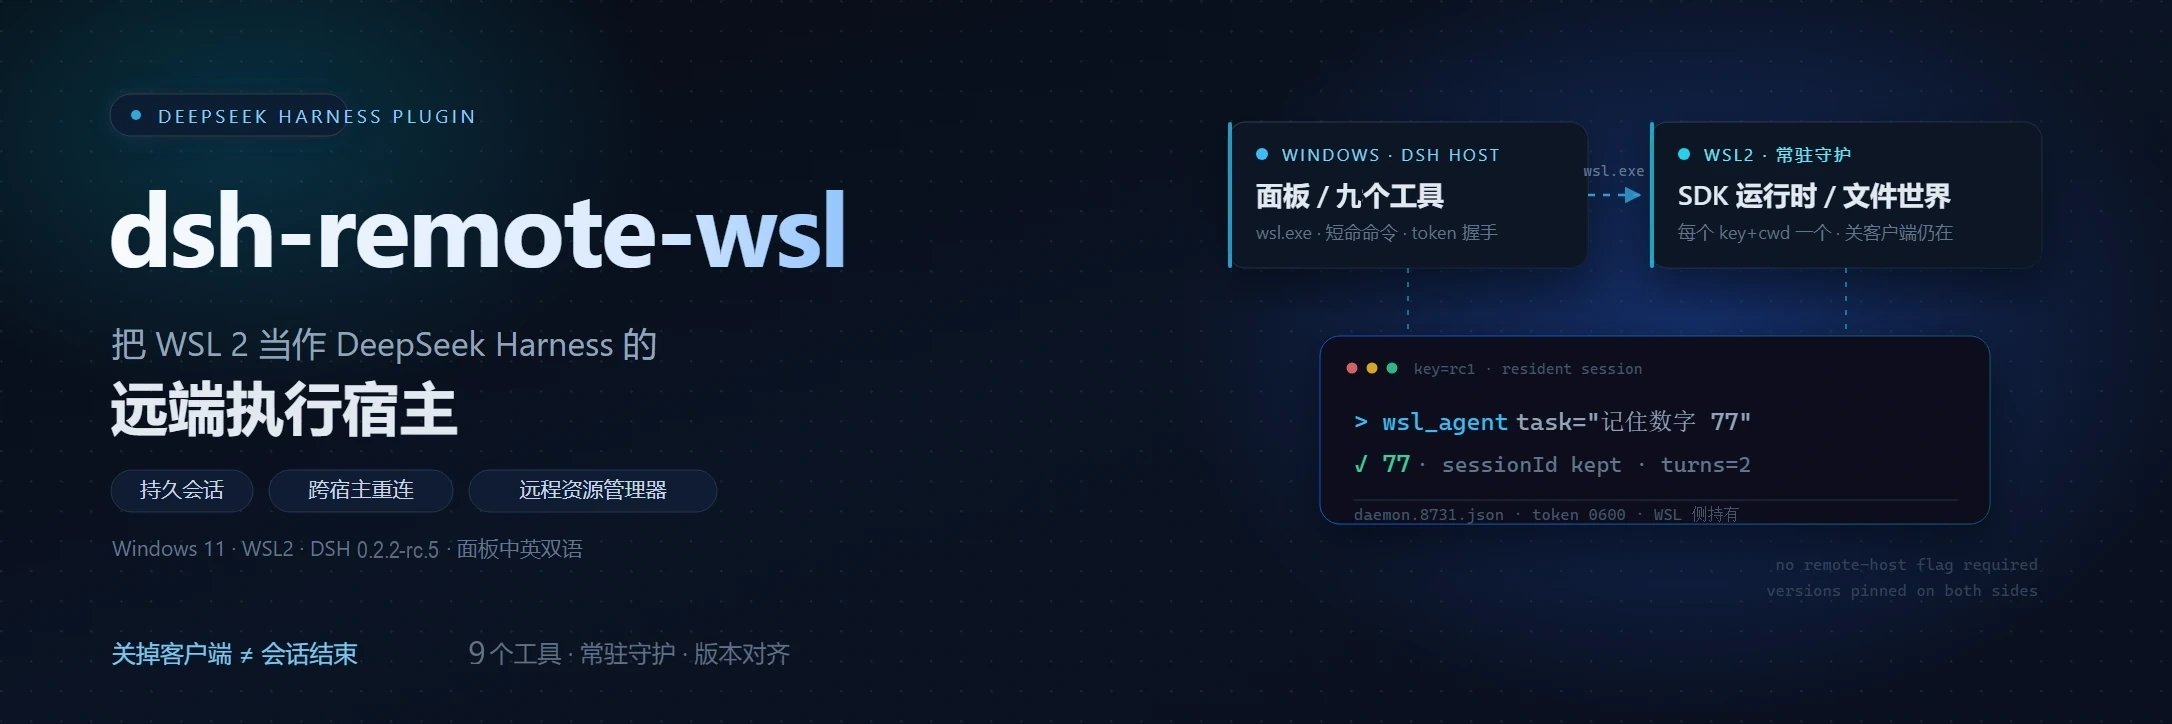 DEEPSEEK HARNESS PLUGIN
dsh-remote-wsl
把 WSL 2 当作 DeepSeek Harness 的
远端执行宿主
持久会话 跨宿主重连 远程资源管理器
Windows 11 · WSL2 · DSH 0.2.2-rc.5 · 面板中英双语
关掉客户端 ≠ 会话结束 9个工具 · 常驻守护 · 版本对齐
WINDOWS · DSH HOST
面板 / 九个工具
wsl.exe · 短命命令 · token 握手
wsl.exe
WSL2 · 常驻守护
SDK 运行时 / 文件世界
每个 key+cwd 一个 · 关客户端仍在
key=rc1 · resident session
> wsl_agent task="记住数字 77"
✓ 77 · sessionId kept · turns=2
daemon.8731.json · token 0600 · WSL 侧持有
no remote-host flag required
versions pinned on both sides